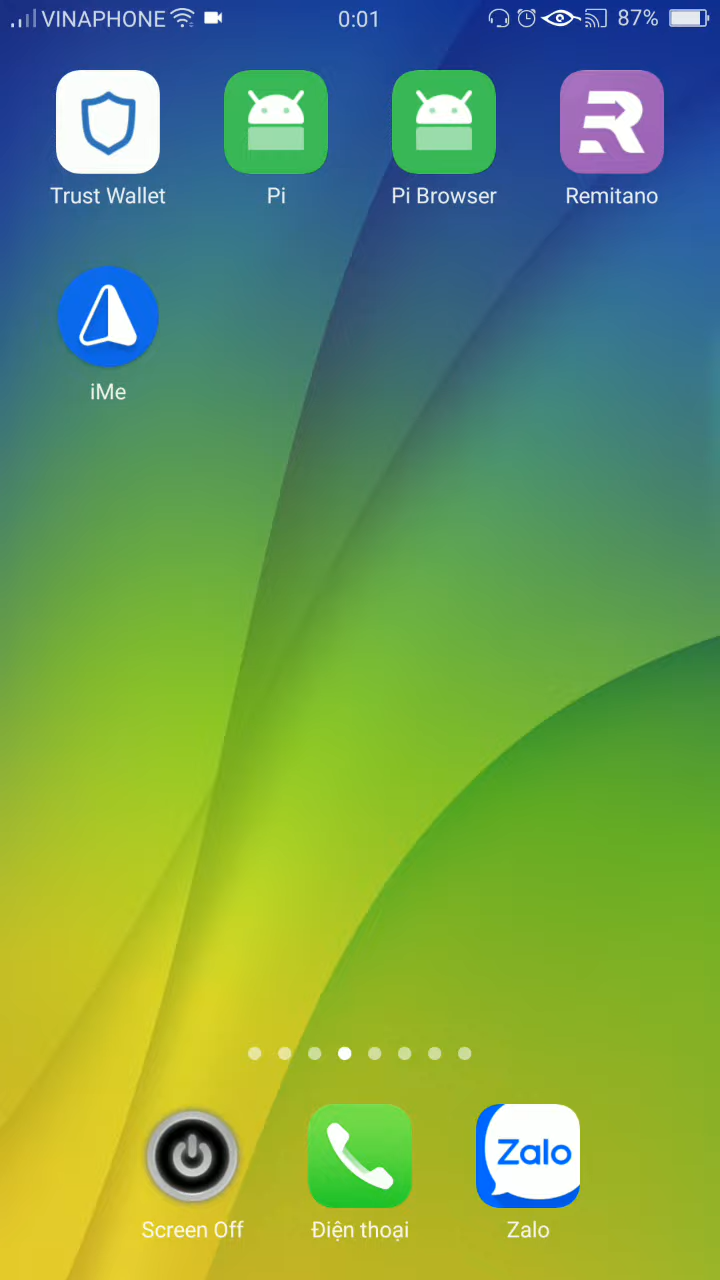 VINAPHONE 0:01 87%
Trust Wallet Pi Pi Browser Remitano
iMe
Zalo
Screen Off Điện thoại Zalo